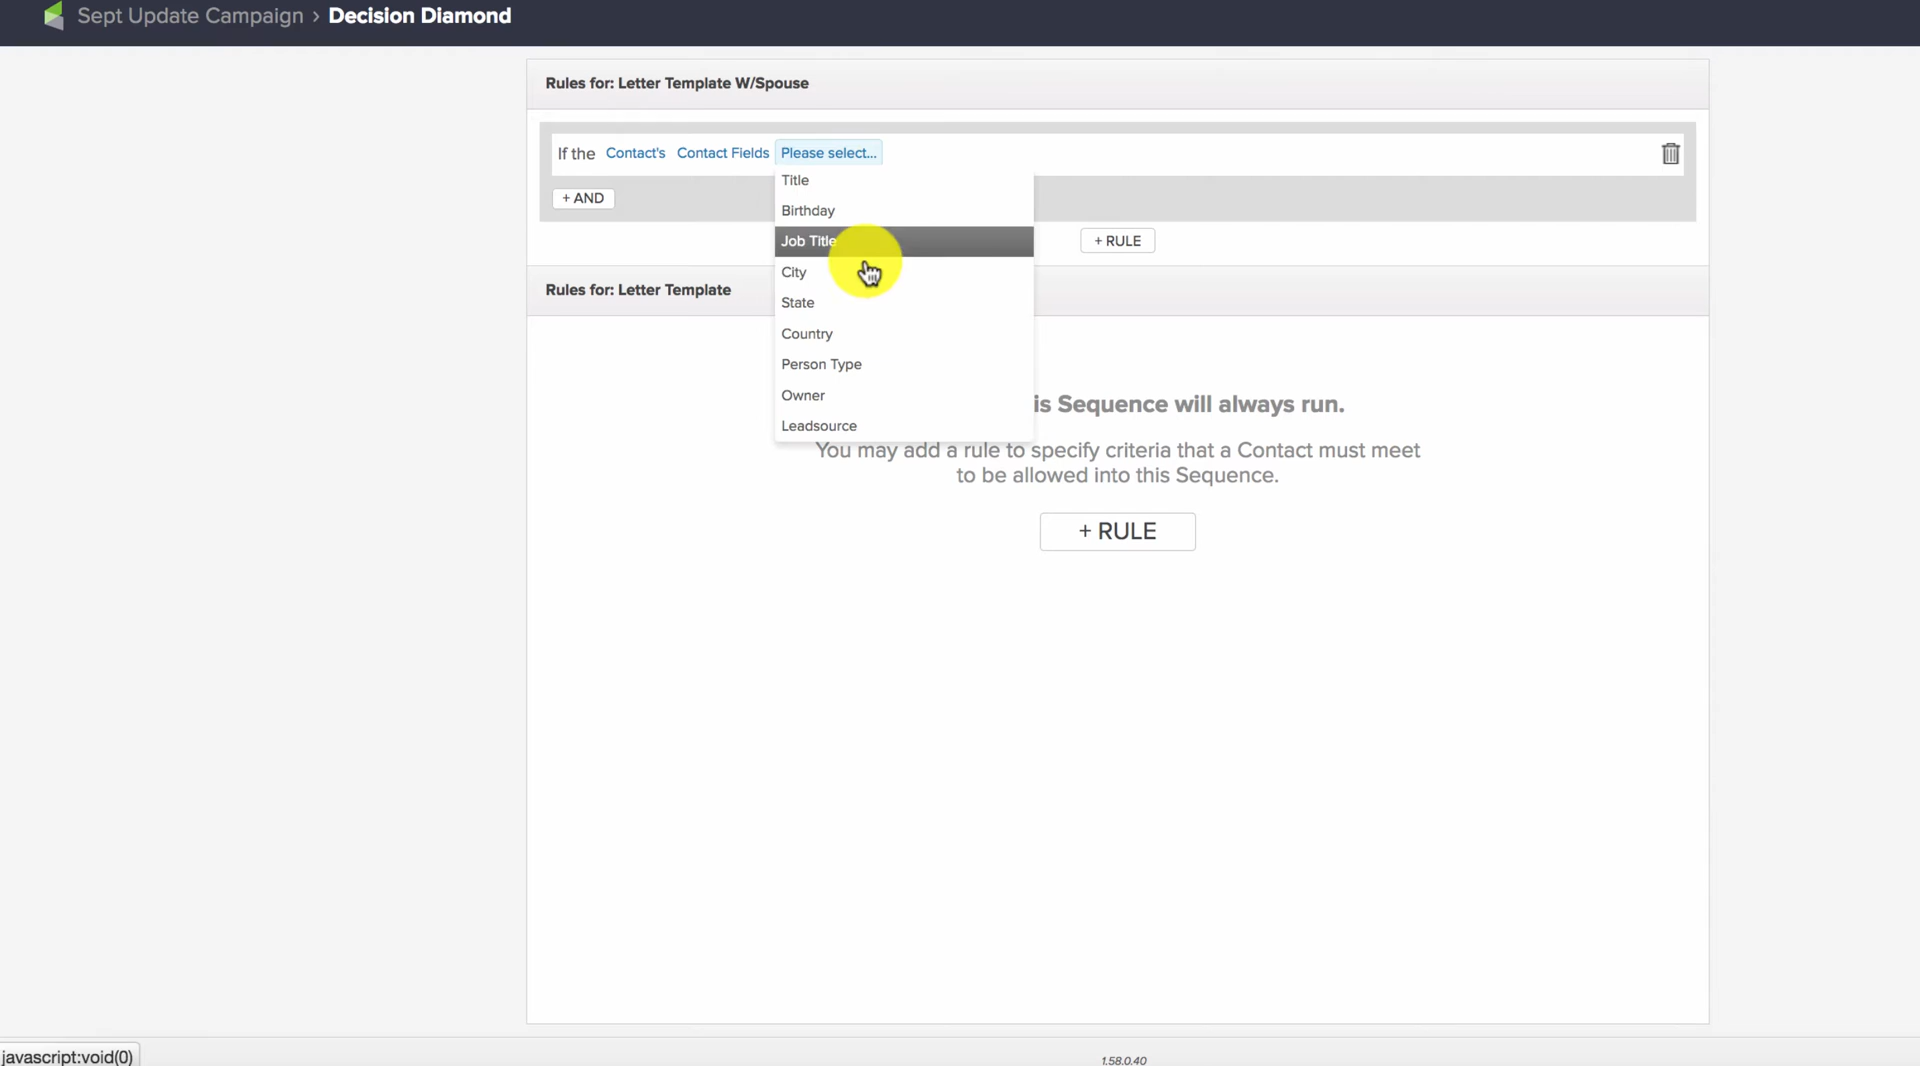 Sept Update Campaign › Decision Diamond
Rules for: Letter Template W/Spouse
If the Contact's Contact Fields Please select...
Title
+ AND
Birthday
Job Title
+ RULE
City
Rules for: Letter Template
State
Country
Person Type
Owner
is Sequence will always run.
Leadsource
You may add a rule to specify criteria that a Contact must meet
to be allowed into this Sequence.
+ RULE
javascript:void(0)
1.58.0.40